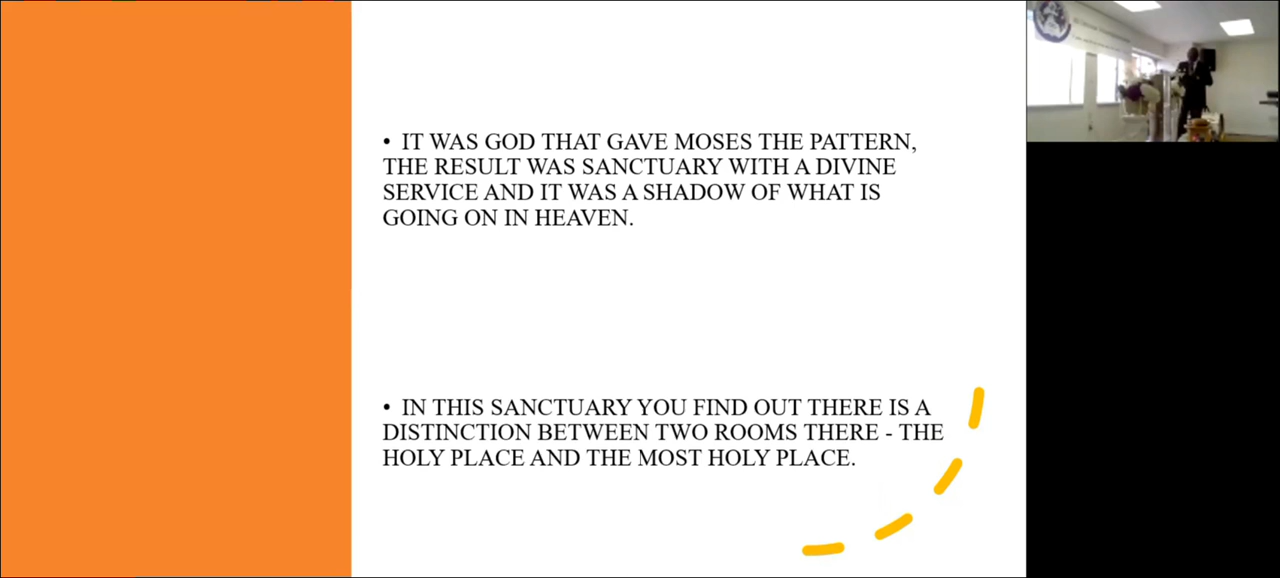 • IT WAS GOD THAT GAVE MOSES THE PATTERN,
THE RESULT WAS SANCTUARY WITH A DIVINE
SERVICE AND IT WAS A SHADOW OF WHAT IS
GOING ON IN HEAVEN.
• IN THIS SANCTUARY YOU FIND OUT THERE IS A
DISTINCTION BETWEEN TWO ROOMS THERE - THE
HOLY PLACE AND THE MOST HOLY PLACE.